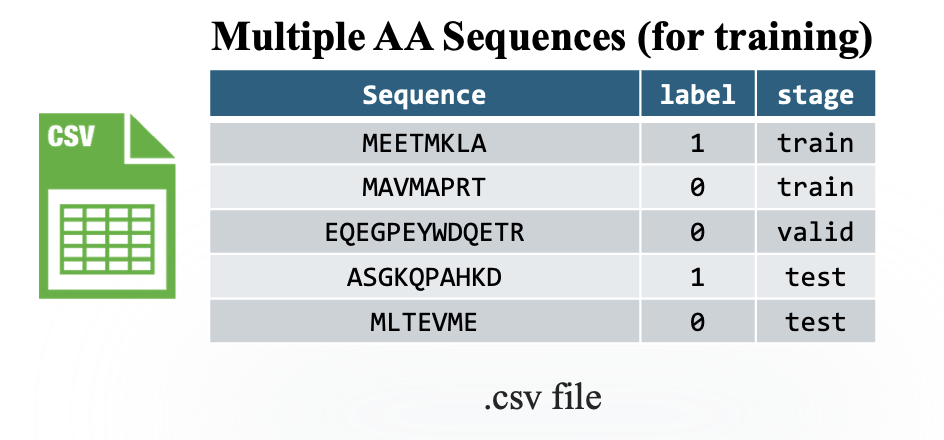 Multiple AA Sequences (for training)
CSV
Sequence label stage
MEETMKLA 1 train
MAVMAPRT 0 train
EQEGPEYWDQETR 0 valid
ASGKQPAHKD 1 test
MLTEVME 0 test
.csv file